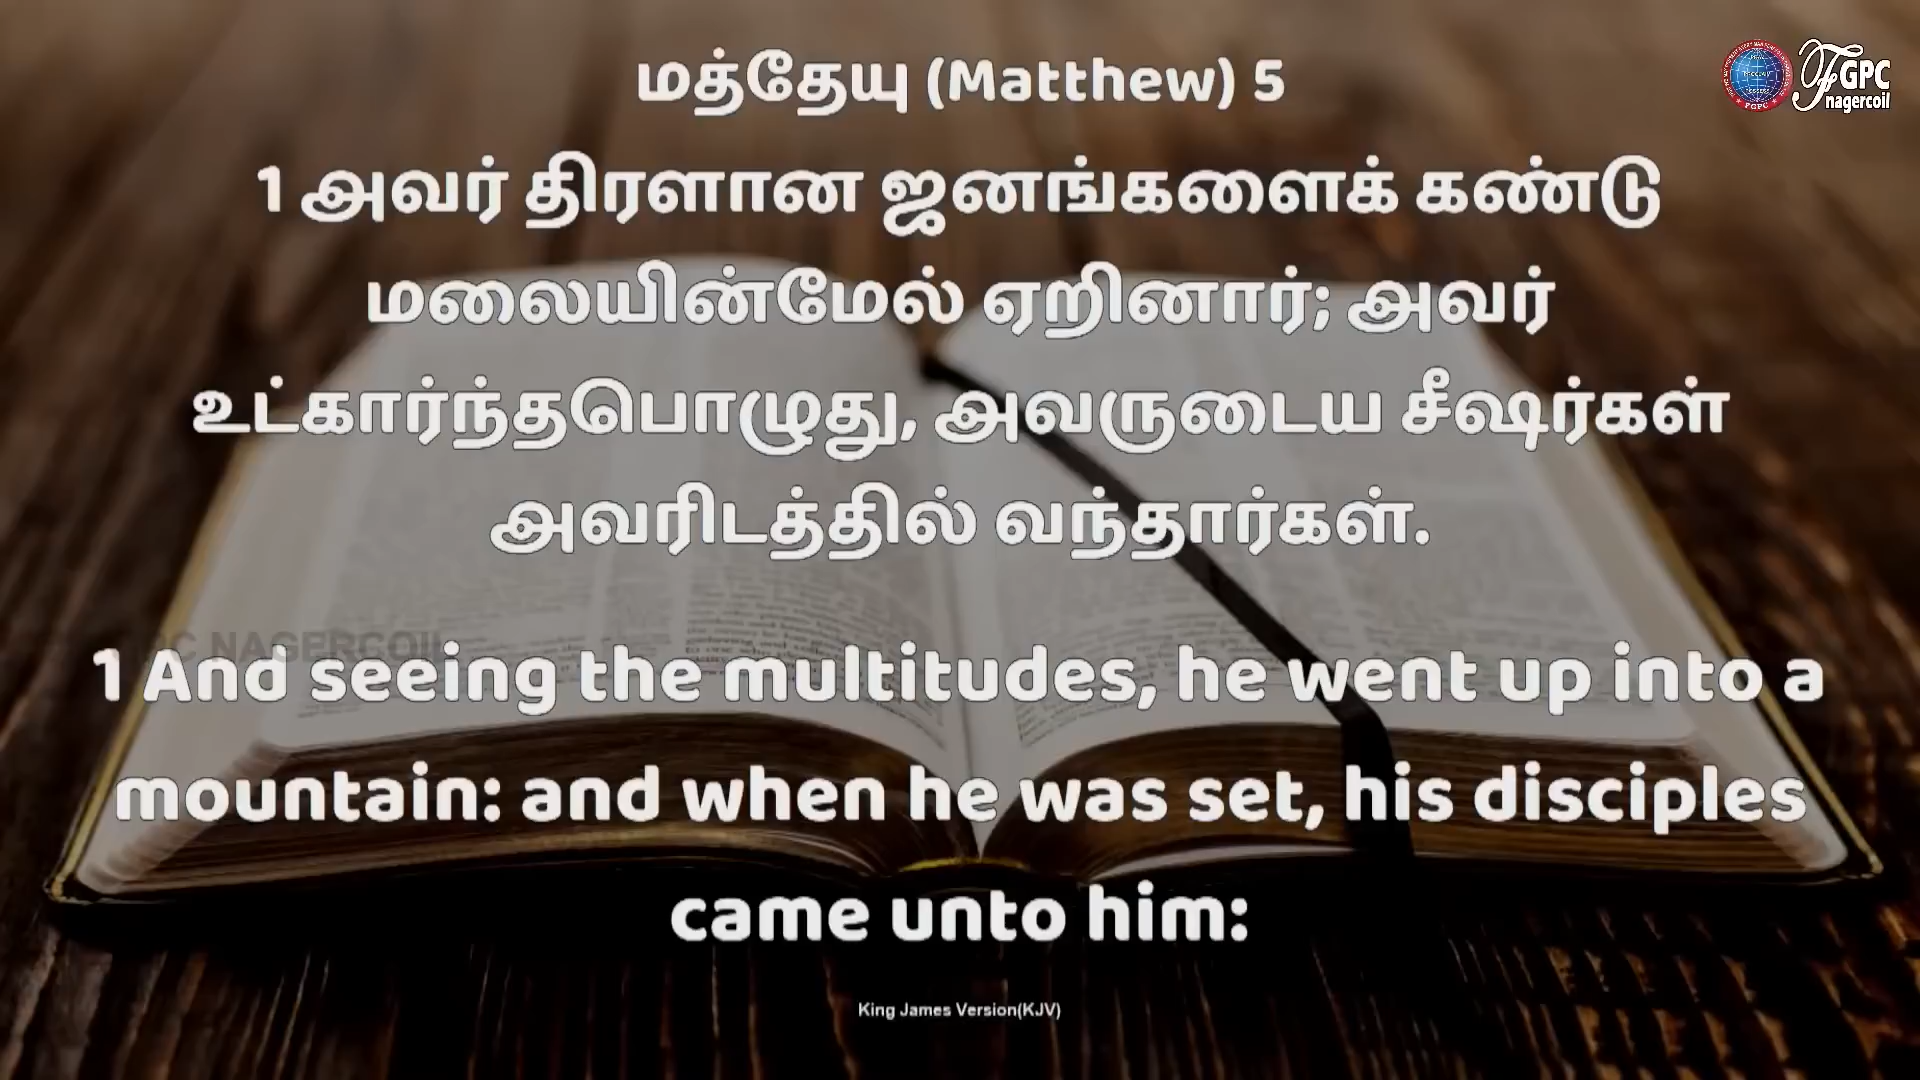 மத்தேயு (Matthew) 5
1 அவர் திரளான ஜனங்களைக் கண்டு
மலையின்மேல் ஏறினார்; அவர்
உட்கார்ந்தபொழுது, அவருடைய சீஷர்கள்
அவரிடத்தில் வந்தார்கள்.
1 And seeing the multitudes, he went up into a
mountain: and when he was set, his disciples
came unto him:
King James Version(KJV)
FGPC
nagercoil
NAGERCOIL